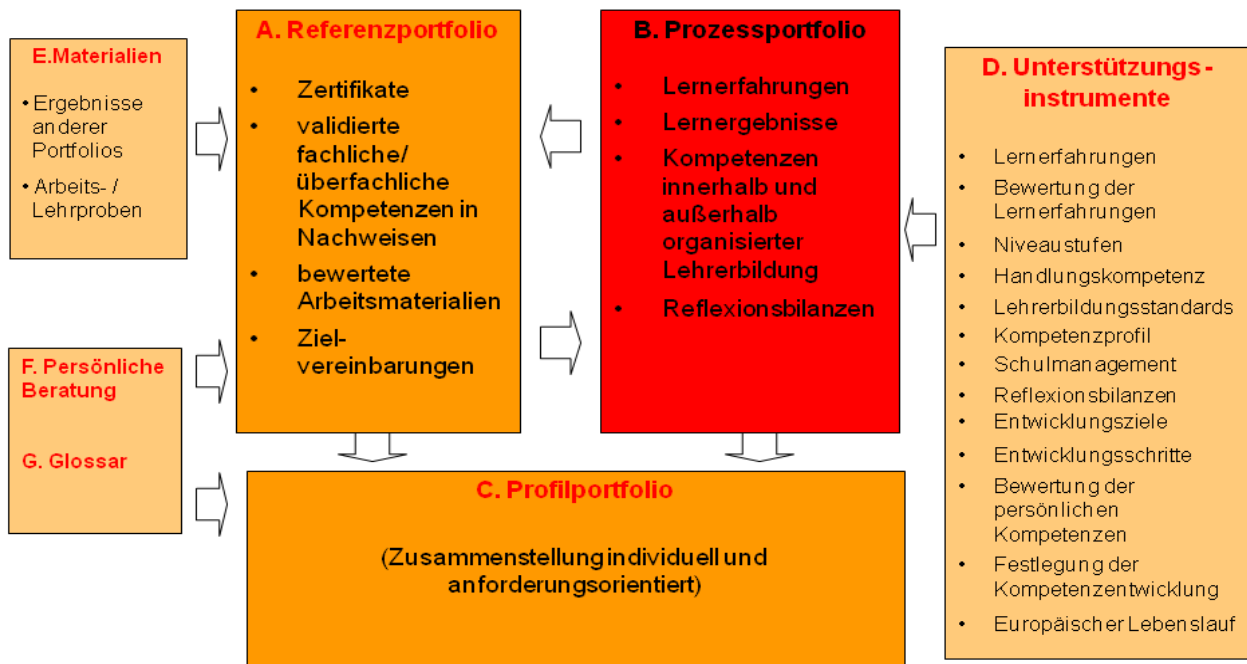 A. Referenzportfolio
• Zertifikate
• validierte
fachliche/
überfachliche
Kompetenzen in
Nachweisen
• bewertete
Arbeitsmaterialien
• Ziel-
vereinbarungen
B. Prozessportfolio
• Lernerfahrungen
• Lernergebnisse
• Kompetenzen
innerhalb und
außerhalb
organisierter
Lehrerbildung
• Reflexionsbilanzen
C. Profilportfolio
(Zusammenstellung individuell und
anforderungsorientiert)
D. Unterstützungs-
instrumente
• Lernerfahrungen
• Bewertung der
Lernerfahrungen
• Niveaustufen
• Handlungskompetenz
• Lehrerbildungsstandards
• Kompetenzprofil
• Schulmanagement
• Reflexionsbilanzen
• Entwicklungsziele
• Entwicklungsschritte
• Bewertung der
persönlichen
Kompetenzen
• Festlegung der
Kompetenzentwicklung
• Europäischer Lebenslauf
E.Materialien
• Ergebnisse
anderer
Portfolios
• Arbeits- /
Lehrproben
F. Persönliche
Beratung
G. Glossar